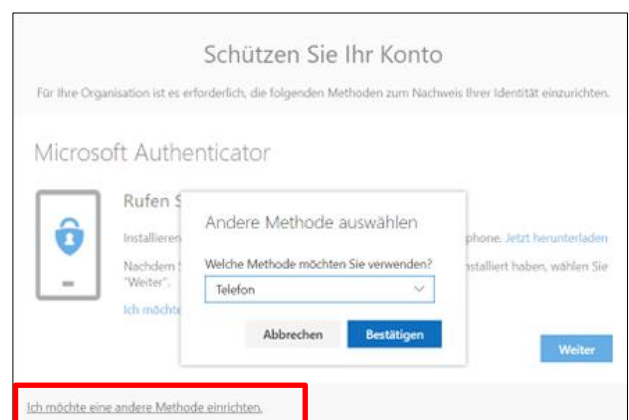 Schützen Sie Ihr Konto
Für Ihre Organisation ist es erforderlich, die folgenden Methoden zum Nachweis Ihrer Identität einzurichten.
Microsoft Authenticator
Rufen S
Installieren
phone. Jetzt herunterladen
Nachdem S
nstalliert haben, wählen Sie
"Weiter".
Ich möchte
Andere Methode auswählen
Welche Methode möchten Sie verwenden?
Telefon
Abbrechen Bestätigen
Weiter
Ich möchte eine andere Methode einrichten.